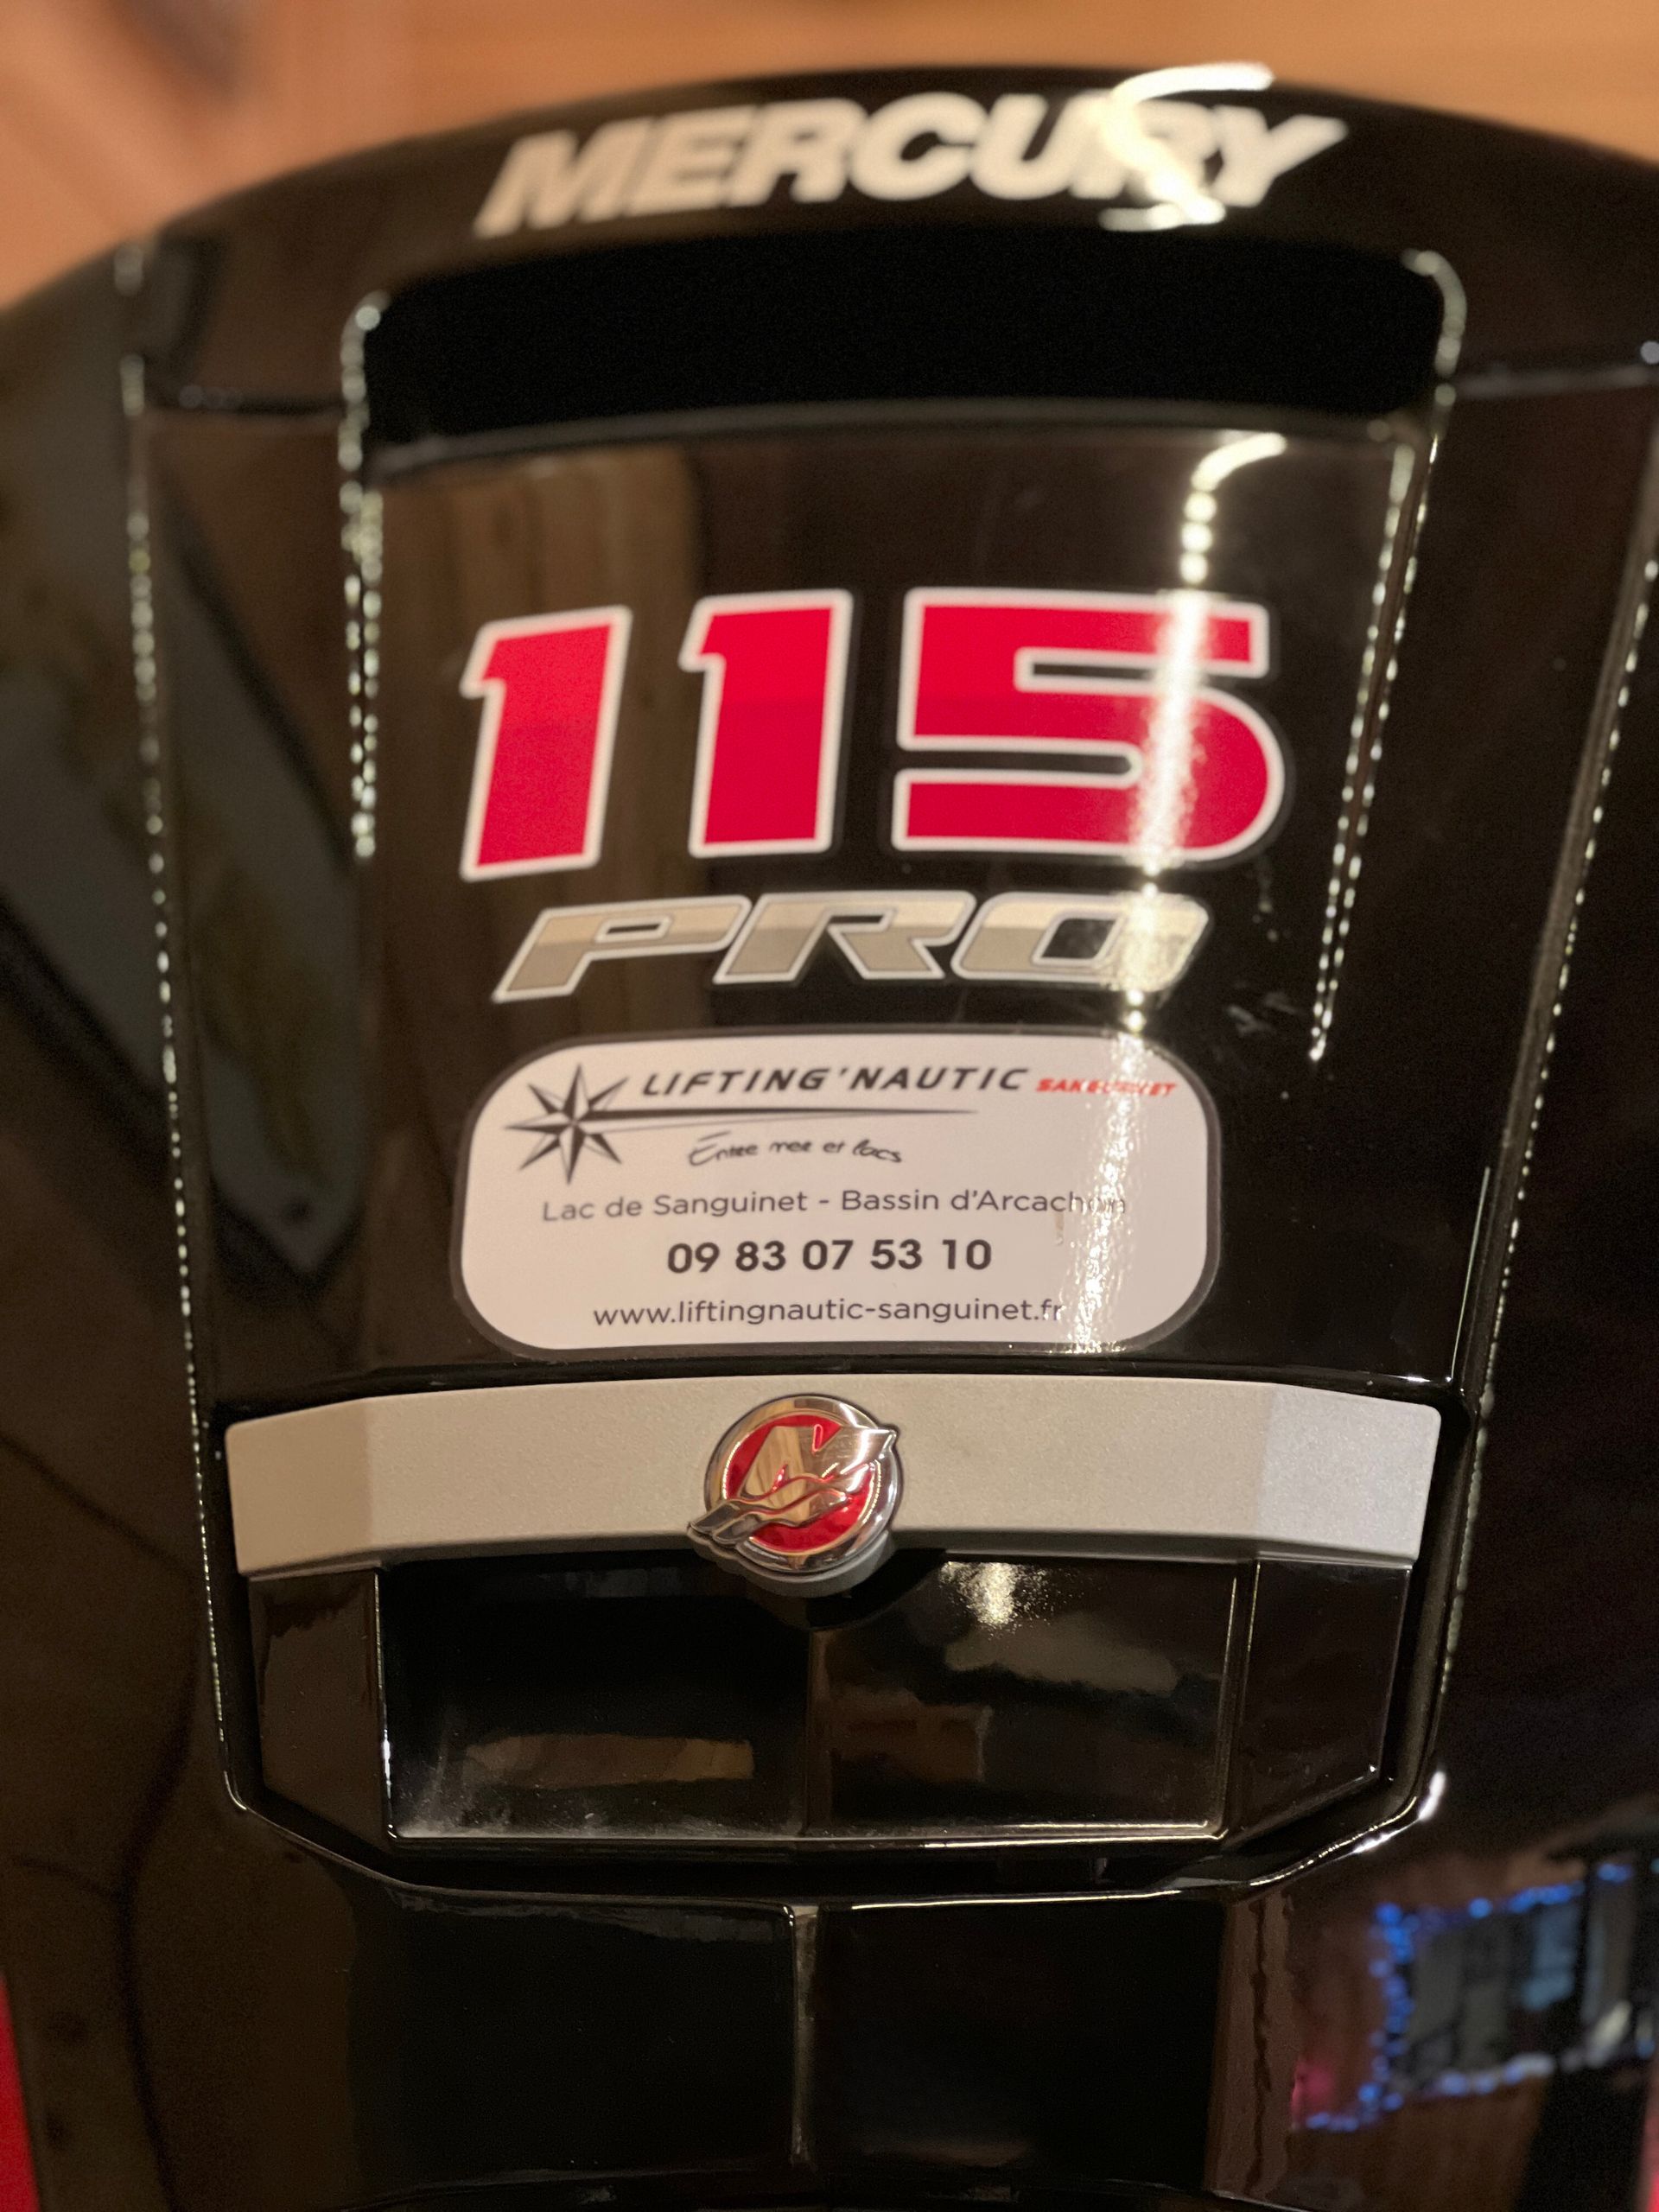 MERCURY
115
PRO
LIFTING'NAUTIC SANGUINET
Entre mer et lacs
Lac de Sanguinet - Bassin d'Arcachon
09 83 07 53 10
www.liftingnautic-sanguinet.fr